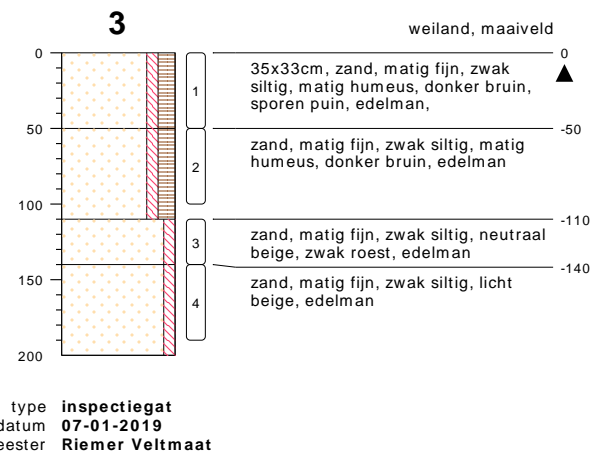 3
weiland, maaiveld
0
0
35x33cm, zand, matig fijn, zwak
siltig, matig humeus, donker bruin,
sporen puin, edelman,
1
50
-50
zand, matig fijn, zwak siltig, matig
humeus, donker bruin, edelman
2
100
-110
zand, matig fijn, zwak siltig, neutraal
beige, zwak roest, edelman
3
-140
150
zand, matig fijn, zwak siltig, licht
beige, edelman
4
200
type inspectiegat
datum 07-01-2019
eester Riemer Veltmaat